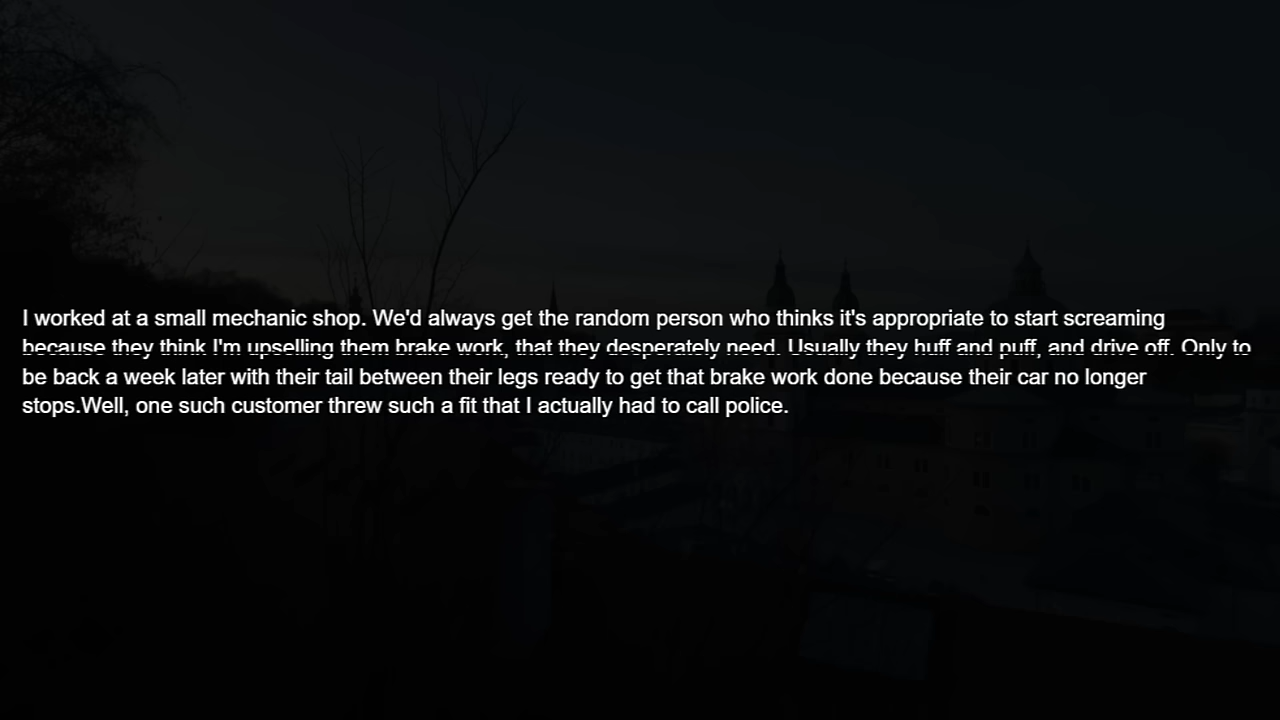 I worked at a small mechanic shop. We'd always get the random person who thinks it's appropriate to start screaming
because they think I'm upselling them brake work, that they desperately need. Usually they huff and puff, and drive off. Only to
be back a week later with their tail between their legs ready to get that brake work done because their car no longer
stops.Well, one such customer threw such a fit that I actually had to call police.